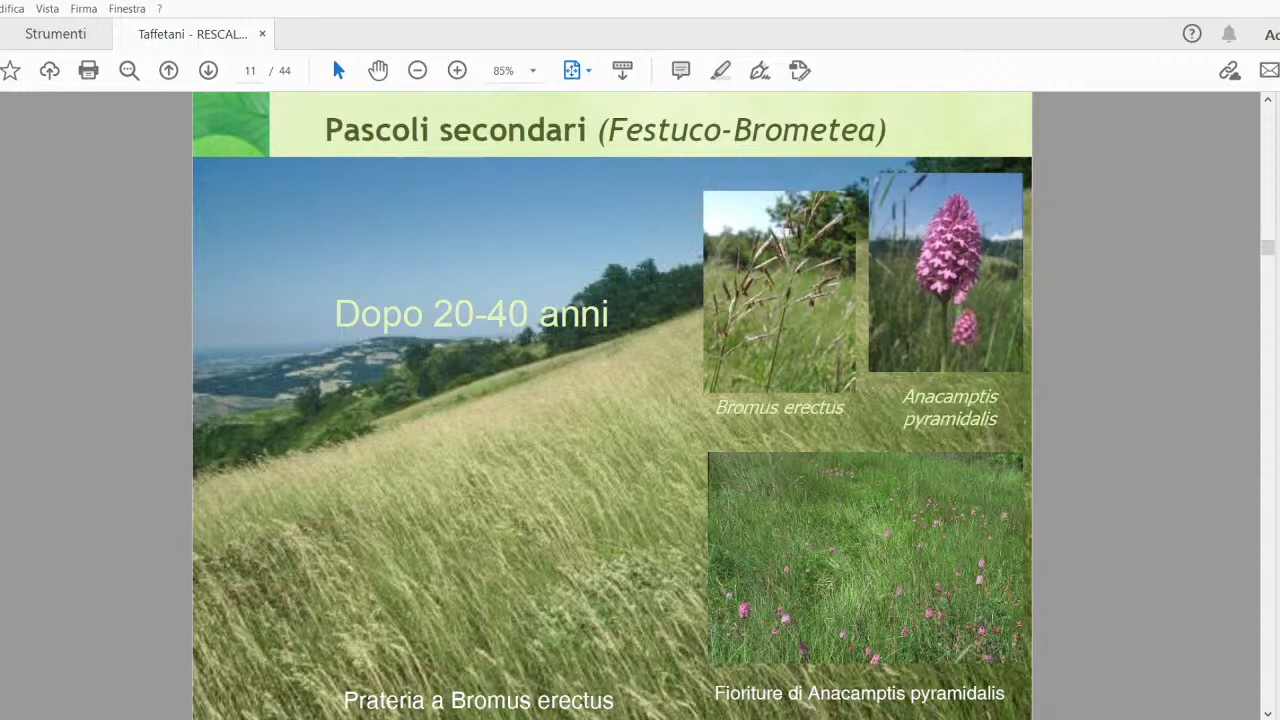 difica Vista Firma Finestra ?
Strumenti Taffetani - RESCAL... ×
11 / 44 85%
Pascoli secondari (Festuco-Brometea)
Dopo 20-40 anni
Bromus erectus
Anacamptis
pyramidalis
Prateria a Bromus erectus
Fioriture di Anacamptis pyramidalis